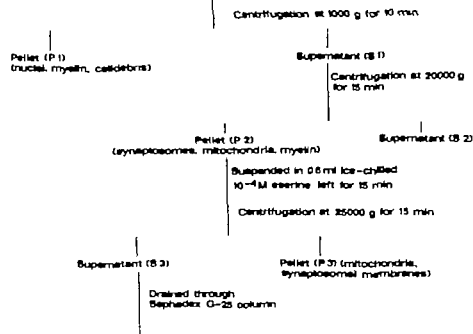 Centrifugation at 1000 g for 10 min
Pellet (P 1)
(nuclei, myelin, cell debris)
Supernatant (S 1)
Centrifugation at 20000 g
for 15 min
Pellet (P 2)
(synaptosomes, mitochondria, myelin)
Supernatant (S 2)
Suspended in 0.6 ml ice-chilled
10⁻⁴ M eserine left for 15 min
Centrifugation at 25000 g for 15 min
Supernatant (S 3)
Pellet (P 3) (mitochondria,
synaptosomal membranes)
Drained through
Sephadex G-25 column